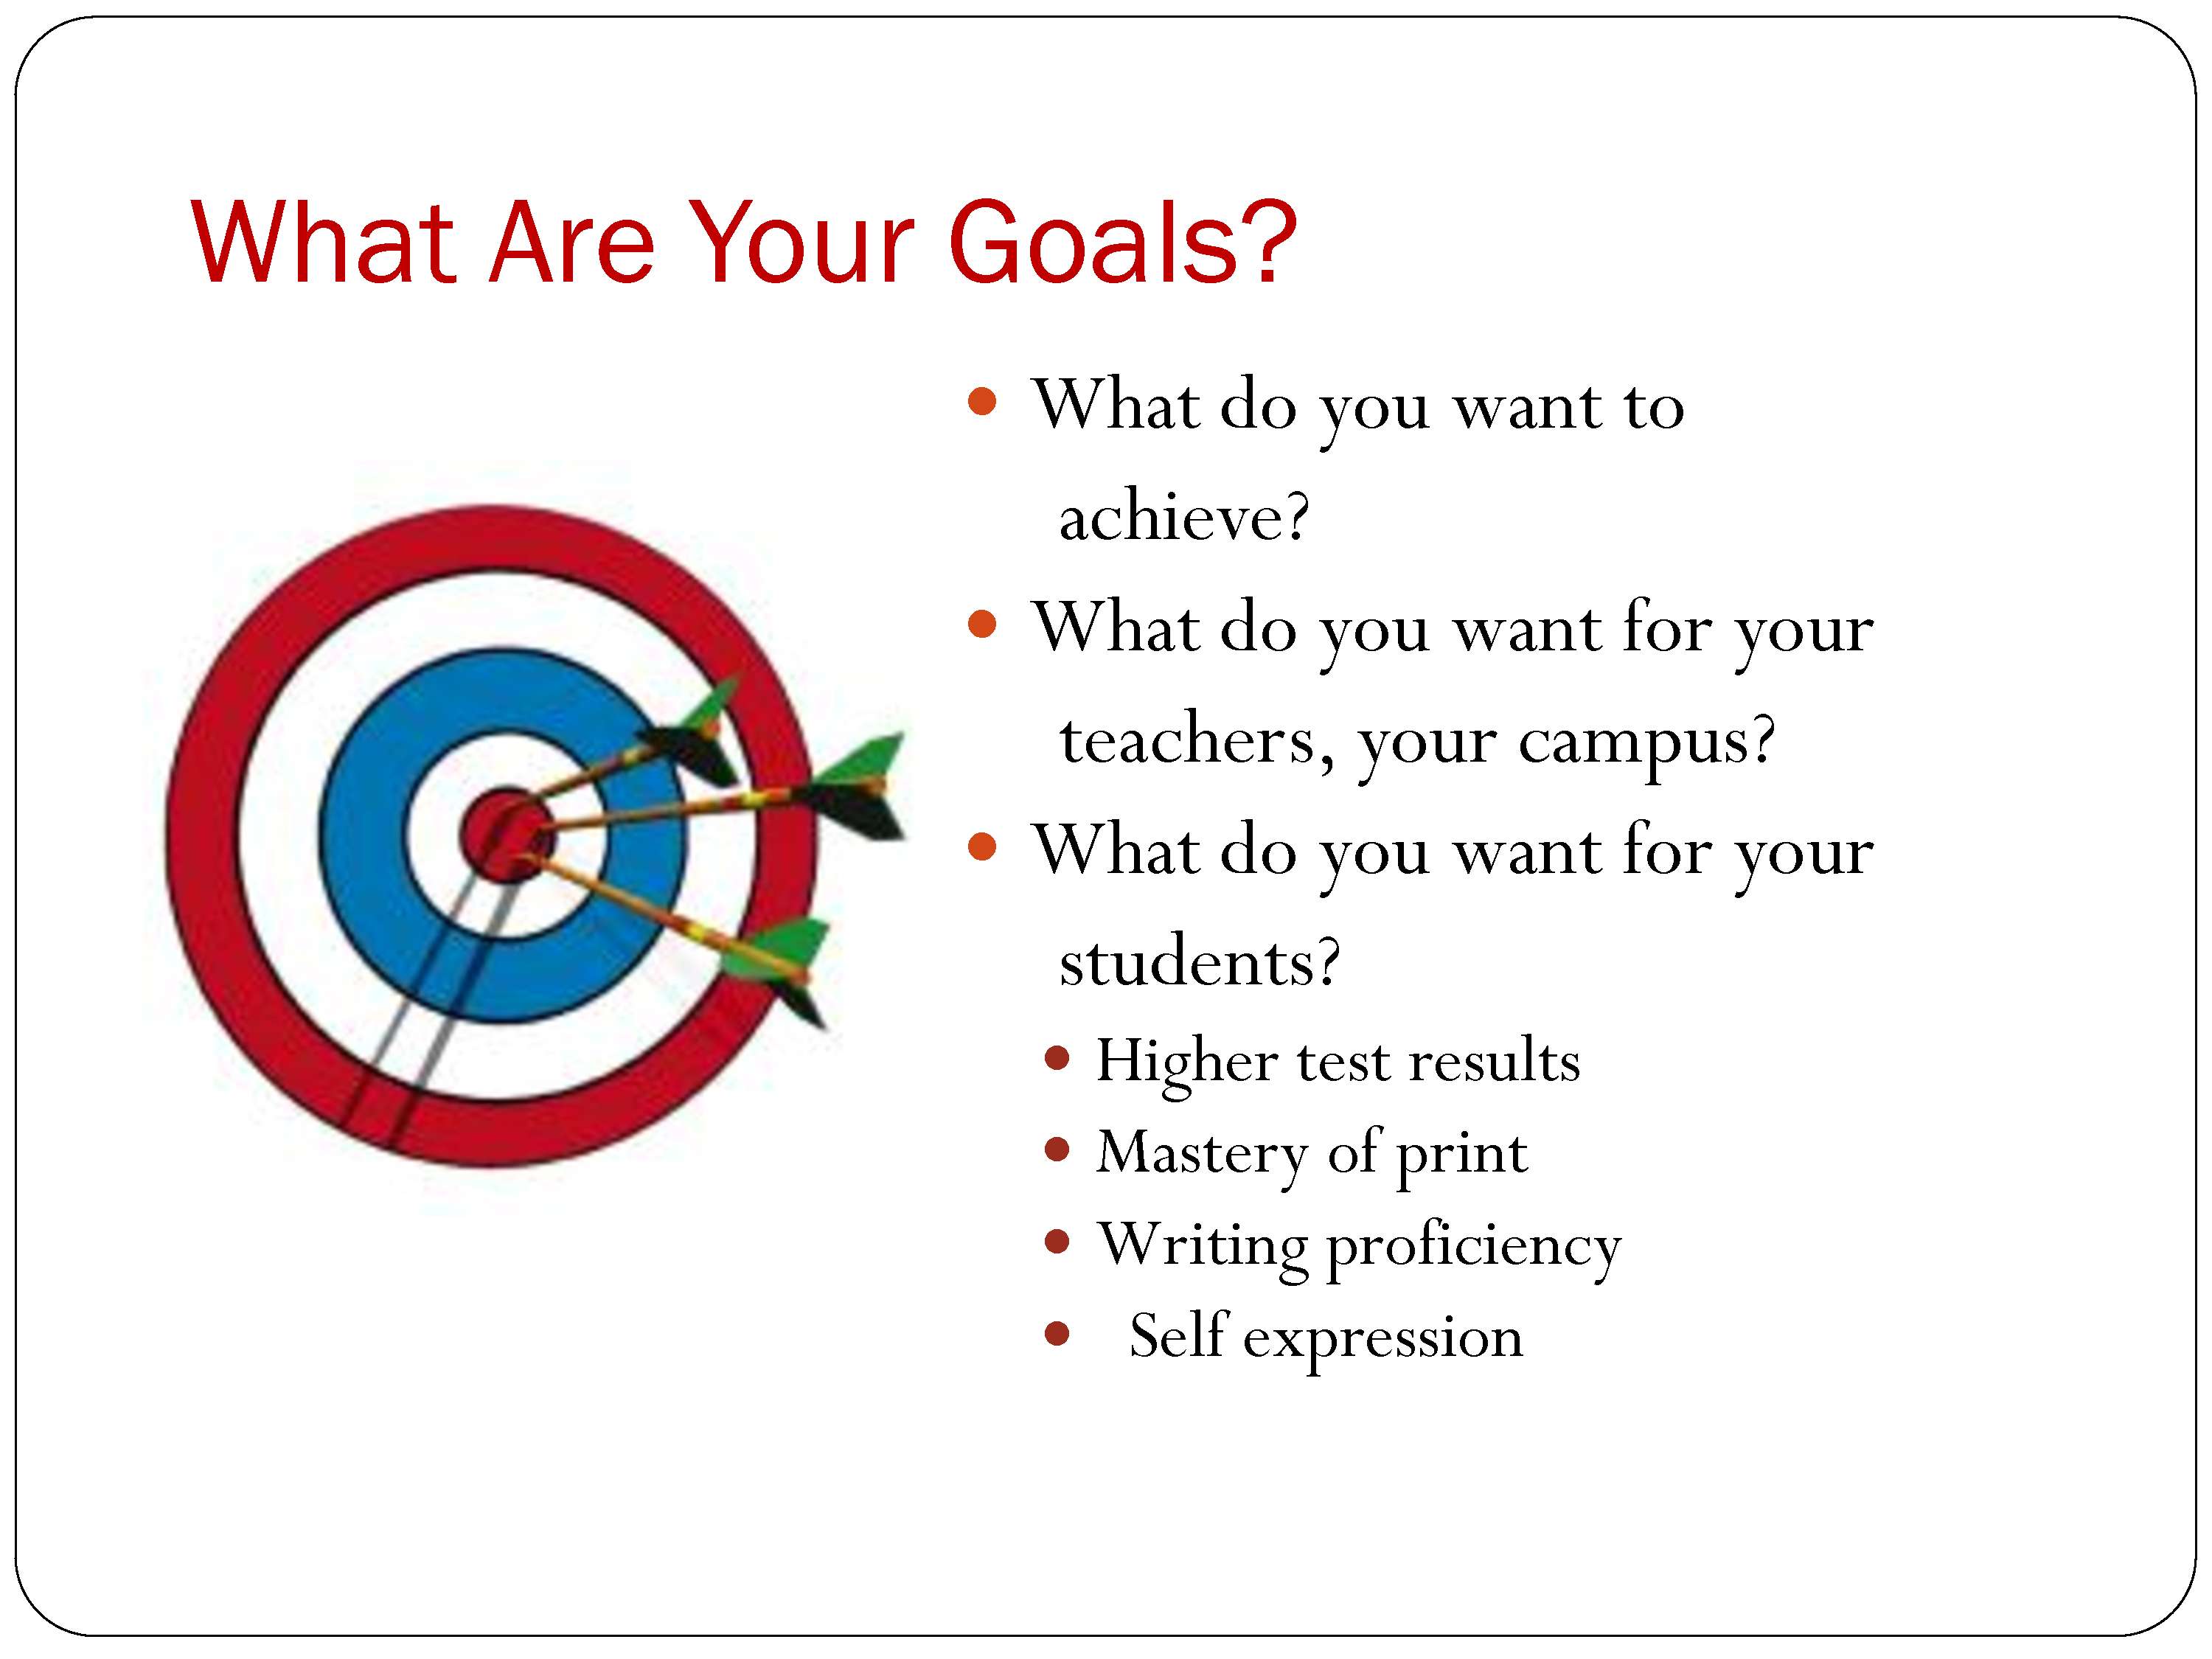 What Are Your Goals?
• What do you want to
achieve?
• What do you want for your
teachers, your campus?
• What do you want for your
students?
• Higher test results
• Mastery of print
• Writing proficiency
• Self expression